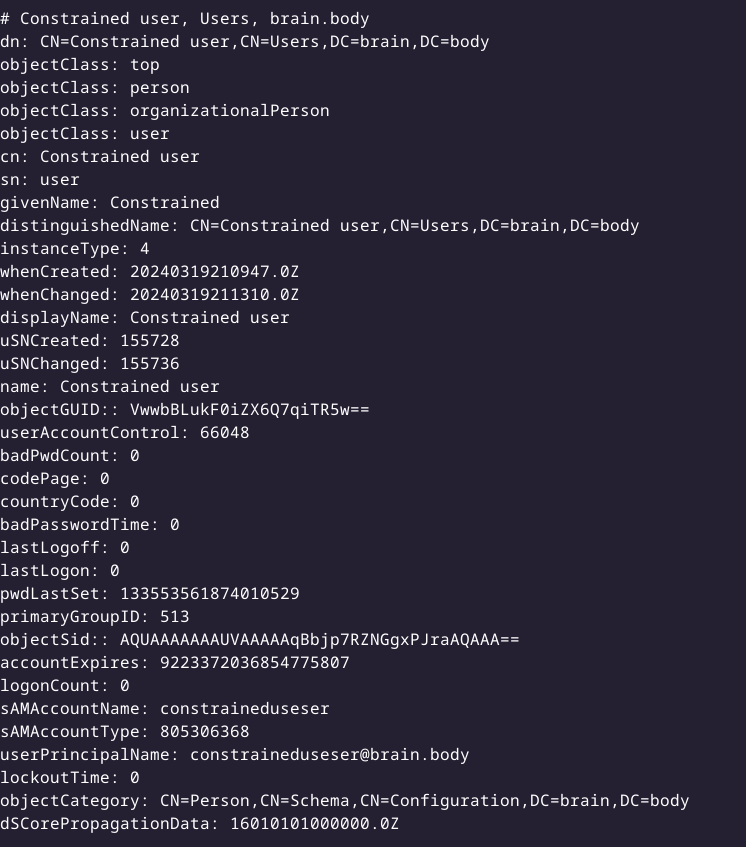 # Constrained user, Users, brain.body
dn: CN=Constrained user,CN=Users,DC=brain,DC=body
objectClass: top
objectClass: person
objectClass: organizationalPerson
objectClass: user
cn: Constrained user
sn: user
givenName: Constrained
distinguishedName: CN=Constrained user,CN=Users,DC=brain,DC=body
instanceType: 4
whenCreated: 20240319210947.0Z
whenChanged: 20240319211310.0Z
displayName: Constrained user
uSNCreated: 155728
uSNChanged: 155736
name: Constrained user
objectGUID:: VwwbBLukF0iZX6Q7qiTR5w==
userAccountControl: 66048
badPwdCount: 0
codePage: 0
countryCode: 0
badPasswordTime: 0
lastLogoff: 0
lastLogon: 0
pwdLastSet: 133553561874010529
primaryGroupID: 513
objectSid:: AQUAAAAAAAUVAAAAAqBbjp7RZNGgxPJraAQAAA==
accountExpires: 9223372036854775807
logonCount: 0
sAMAccountName: constraineduseser
sAMAccountType: 805306368
userPrincipalName: constraineduseser@brain.body
lockoutTime: 0
objectCategory: CN=Person,CN=Schema,CN=Configuration,DC=brain,DC=body
dSCorePropagationData: 16010101000000.0Z